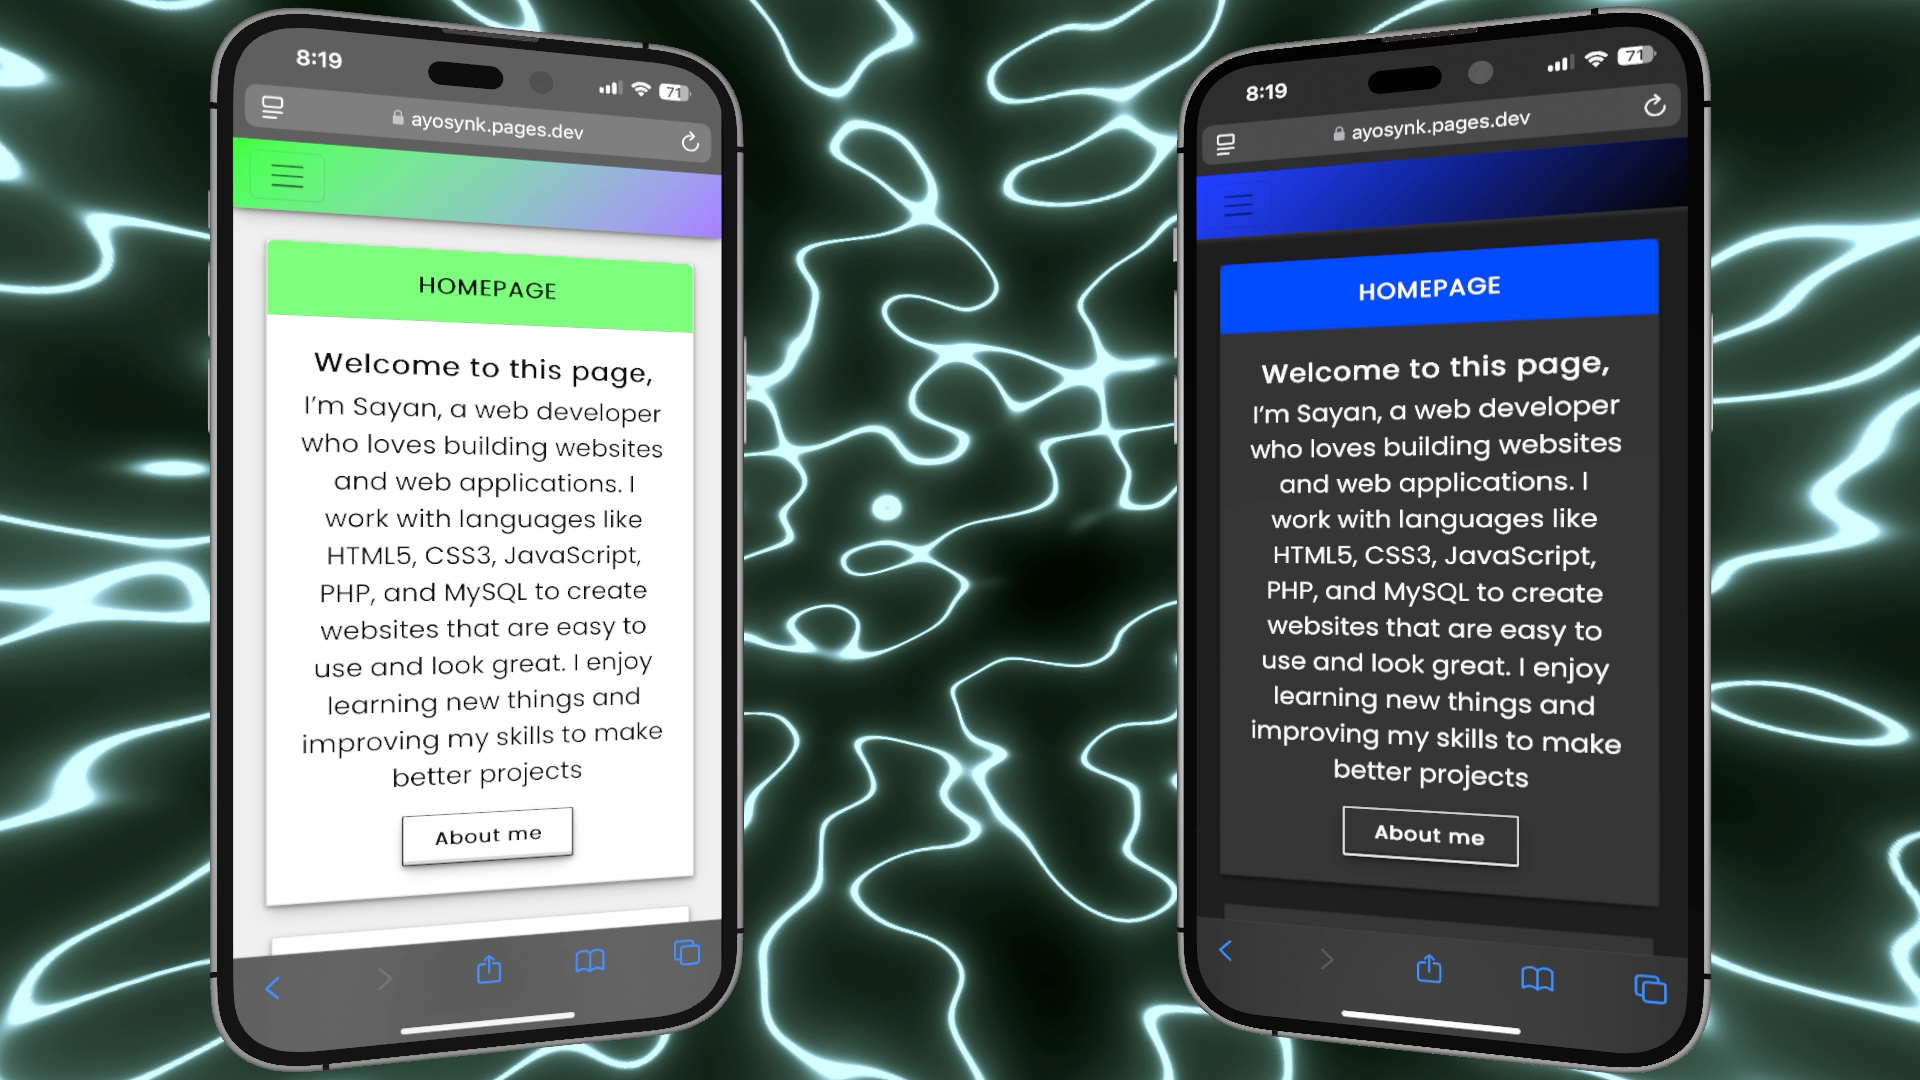 8:19
71
ayosynk.pages.dev
HOMEPAGE
Welcome to this page,
I'm Sayan, a web developer
who loves building websites
and web applications. I
work with languages like
HTML5, CSS3, JavaScript,
PHP, and MySQL to create
websites that are easy to
use and look great. I enjoy
learning new things and
improving my skills to make
better projects
About me
8:19
71
ayosynk.pages.dev
HOMEPAGE
Welcome to this page,
I'm Sayan, a web developer
who loves building websites
and web applications. I
work with languages like
HTML5, CSS3, JavaScript,
PHP, and MySQL to create
websites that are easy to
use and look great. I enjoy
learning new things and
improving my skills to make
better projects
About me